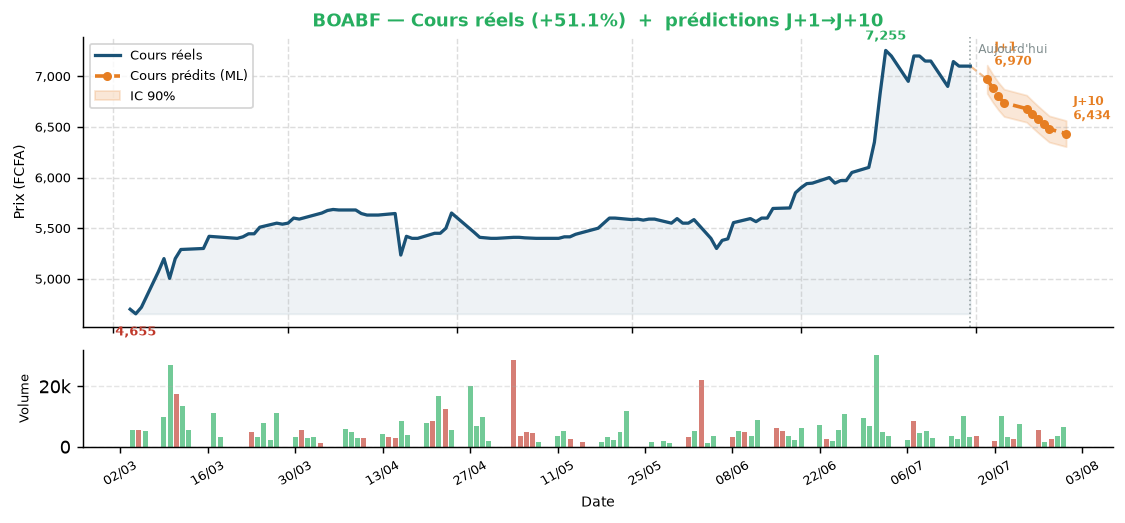 BOABF — Cours réels (+51.1%)  +  prédictions J+1→J+10
7,255
Cours réels
Cours prédits (ML)
IC 90%
Aujourd'hui
J+1
6,970
J+10
6,434
7,000
6,500
6,000
5,500
5,000
Prix (FCFA)
4,655
20k
0
Volume
02/03
16/03
30/03
13/04
27/04
11/05
25/05
08/06
22/06
06/07
20/07
03/08
Date